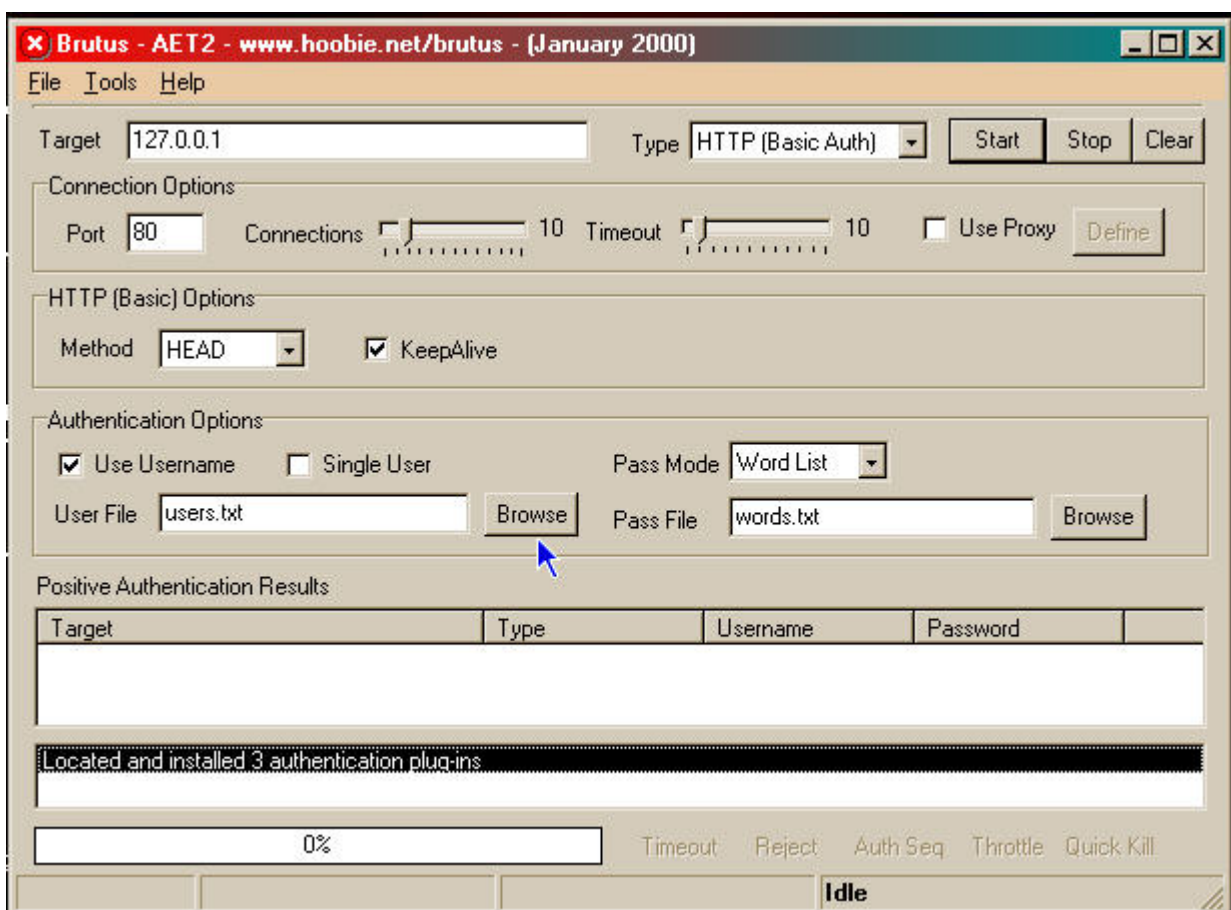 Brutus - AET2 - www.hoobie.net/brutus - (January 2000)
File Tools Help
Target 127.0.0.1 Type HTTP (Basic Auth) Start Stop Clear
Connection Options
Port 80 Connections 10 Timeout 10 Use Proxy Define
HTTP (Basic) Options
Method HEAD KeepAlive
Authentication Options
Use Username Single User Pass Mode Word List
User File users.txt Browse Pass File words.txt Browse
Positive Authentication Results
Target Type Username Password
Located and installed 3 authentication plug-ins
0% Timeout Reject Auth Seq Throttle Quick Kill
Idle